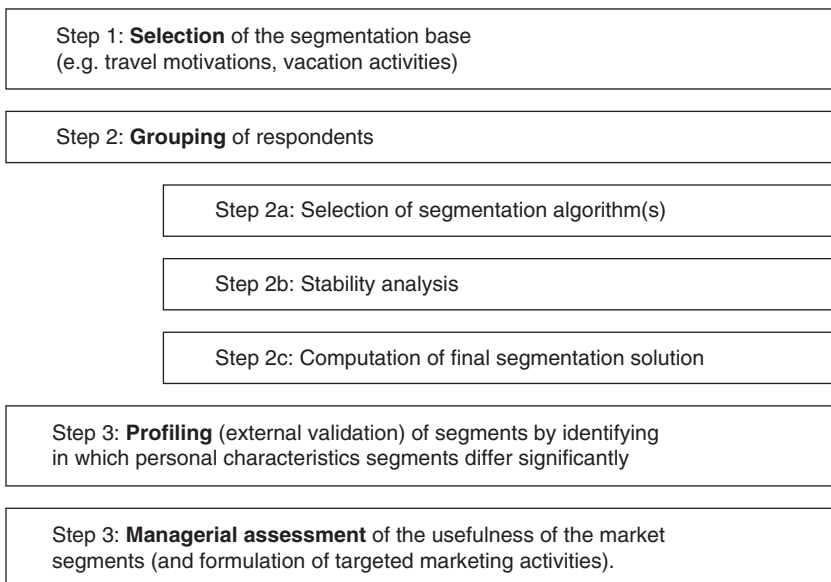 Step 1: Selection of the segmentation base
(e.g. travel motivations, vacation activities)
Step 2: Grouping of respondents
Step 2a: Selection of segmentation algorithm(s)
Step 2b: Stability analysis
Step 2c: Computation of final segmentation solution
Step 3: Profiling (external validation) of segments by identifying
in which personal characteristics segments differ significantly
Step 3: Managerial assessment of the usefulness of the market
segments (and formulation of targeted marketing activities).